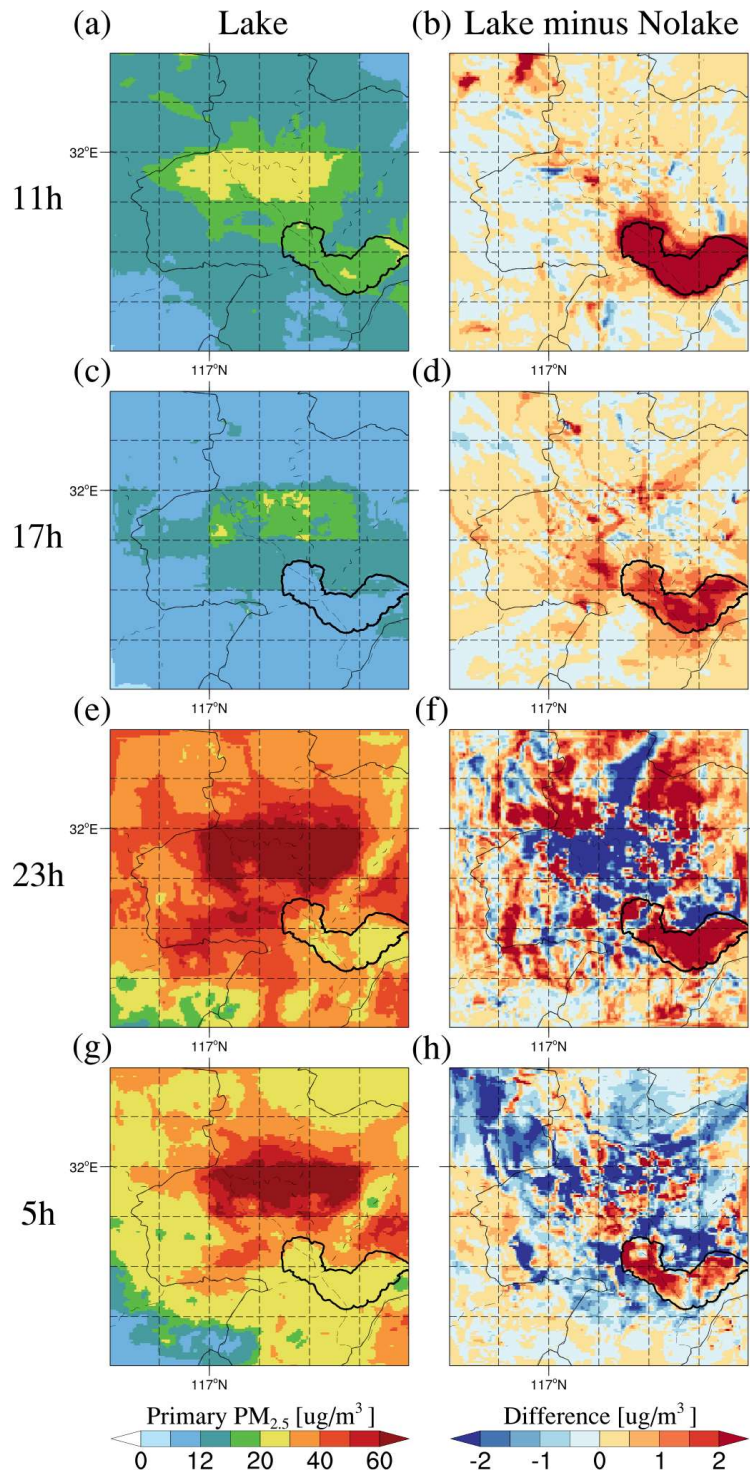 (a) Lake (b) Lake minus Nolake
32°E
11h
117°N 117°N
(c) (d)
32°E
17h
117°N 117°N
(e) (f)
32°E
23h
117°N 117°N
(g) (h)
32°E
5h
117°N 117°N
Primary PM2.5 [ug/m³] Difference [ug/m³]
0 12 20 40 60 -2 -1 0 1 2